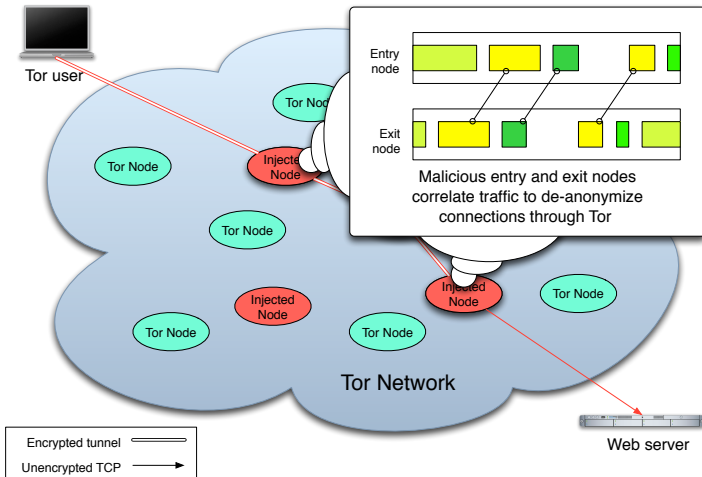 Tor user
Entry
node
Exit
node
Malicious entry and exit nodes
correlate traffic to de-anonymize
connections through Tor
Tor Node
Injected
Node
Tor Node
Tor Node
Injected
Node
Injected
Node
Tor Node
Tor Node
Tor Node
Tor Network
Web server
Encrypted tunnel
Unencrypted TCP